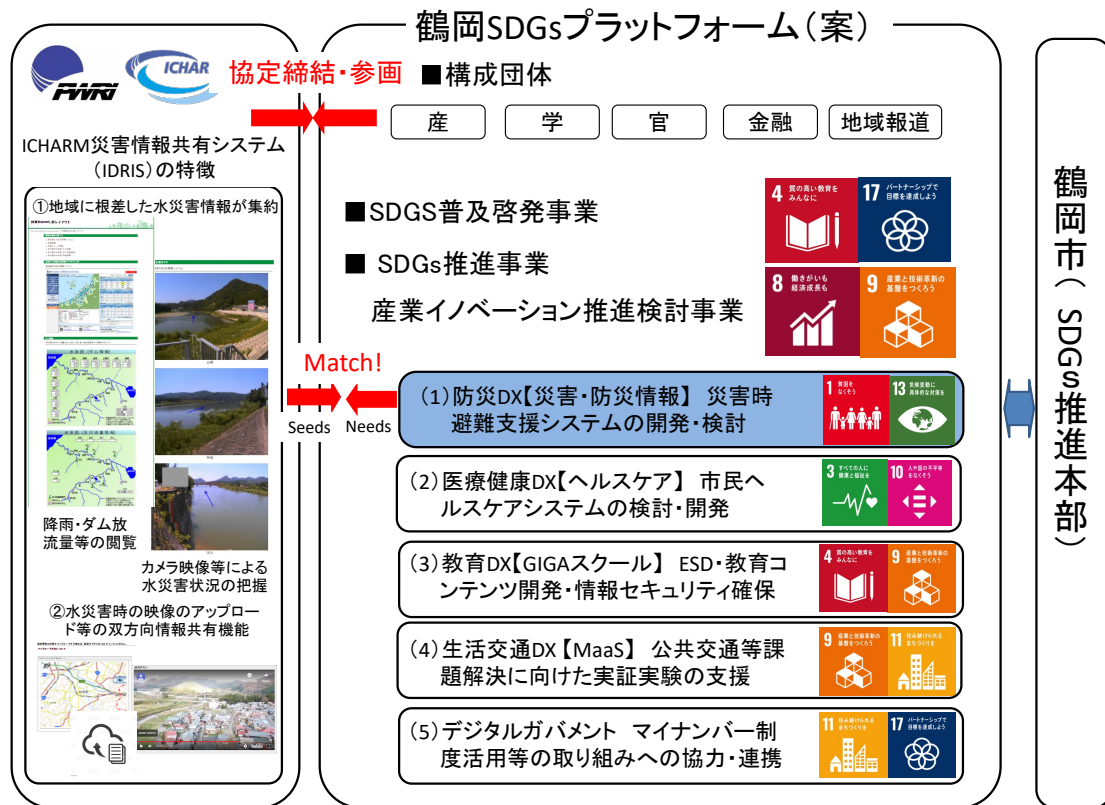 鶴岡SDGsプラットフォーム（案）
PWRI
ICHAR
協定締結・参画
■構成団体
産
学
官
金融
地域報道
ICHARM災害情報共有システム
（IDRIS）の特徴
①地域に根差した水災害情報が集約
降雨・ダム放
流量等の閲覧
カメラ映像等による
水災害状況の把握
②水災害時の映像のアップロー
ド等の双方向情報共有機能
■SDGS普及啓発事業
■ SDGs推進事業
産業イノベーション推進検討事業
4 質の高い教育を
みんなに
17 パートナーシップで
目標を達成しよう
8 働きがいも
経済成長も
9 産業と技術革新の
基盤をつくろう
Match!
Seeds
Needs
（1）防災DX【災害・防災情報】 災害時
避難支援システムの開発・検討
1 貧困を
なくそう
13 気候変動に
具体的な対策を
（2）医療健康DX【ヘルスケア】 市民ヘ
ルスケアシステムの検討・開発
3 すべての人に
健康と福祉を
10 人や国の不平等
をなくそう
（3）教育DX【GIGAスクール】 ESD・教育コ
ンテンツ開発・情報セキュリティ確保
4 質の高い教育を
みんなに
9 産業と技術革新の
基盤をつくろう
（4）生活交通DX【MaaS】 公共交通等課
題解決に向けた実証実験の支援
9 産業と技術革新の
基盤をつくろう
11 住み続けられる
まちづくりを
（5）デジタルガバメント マイナンバー制
度活用等の取り組みへの協力・連携
11 住み続けられる
まちづくりを
17 パートナーシップで
目標を達成しよう
鶴岡市（SDGs推進本部）